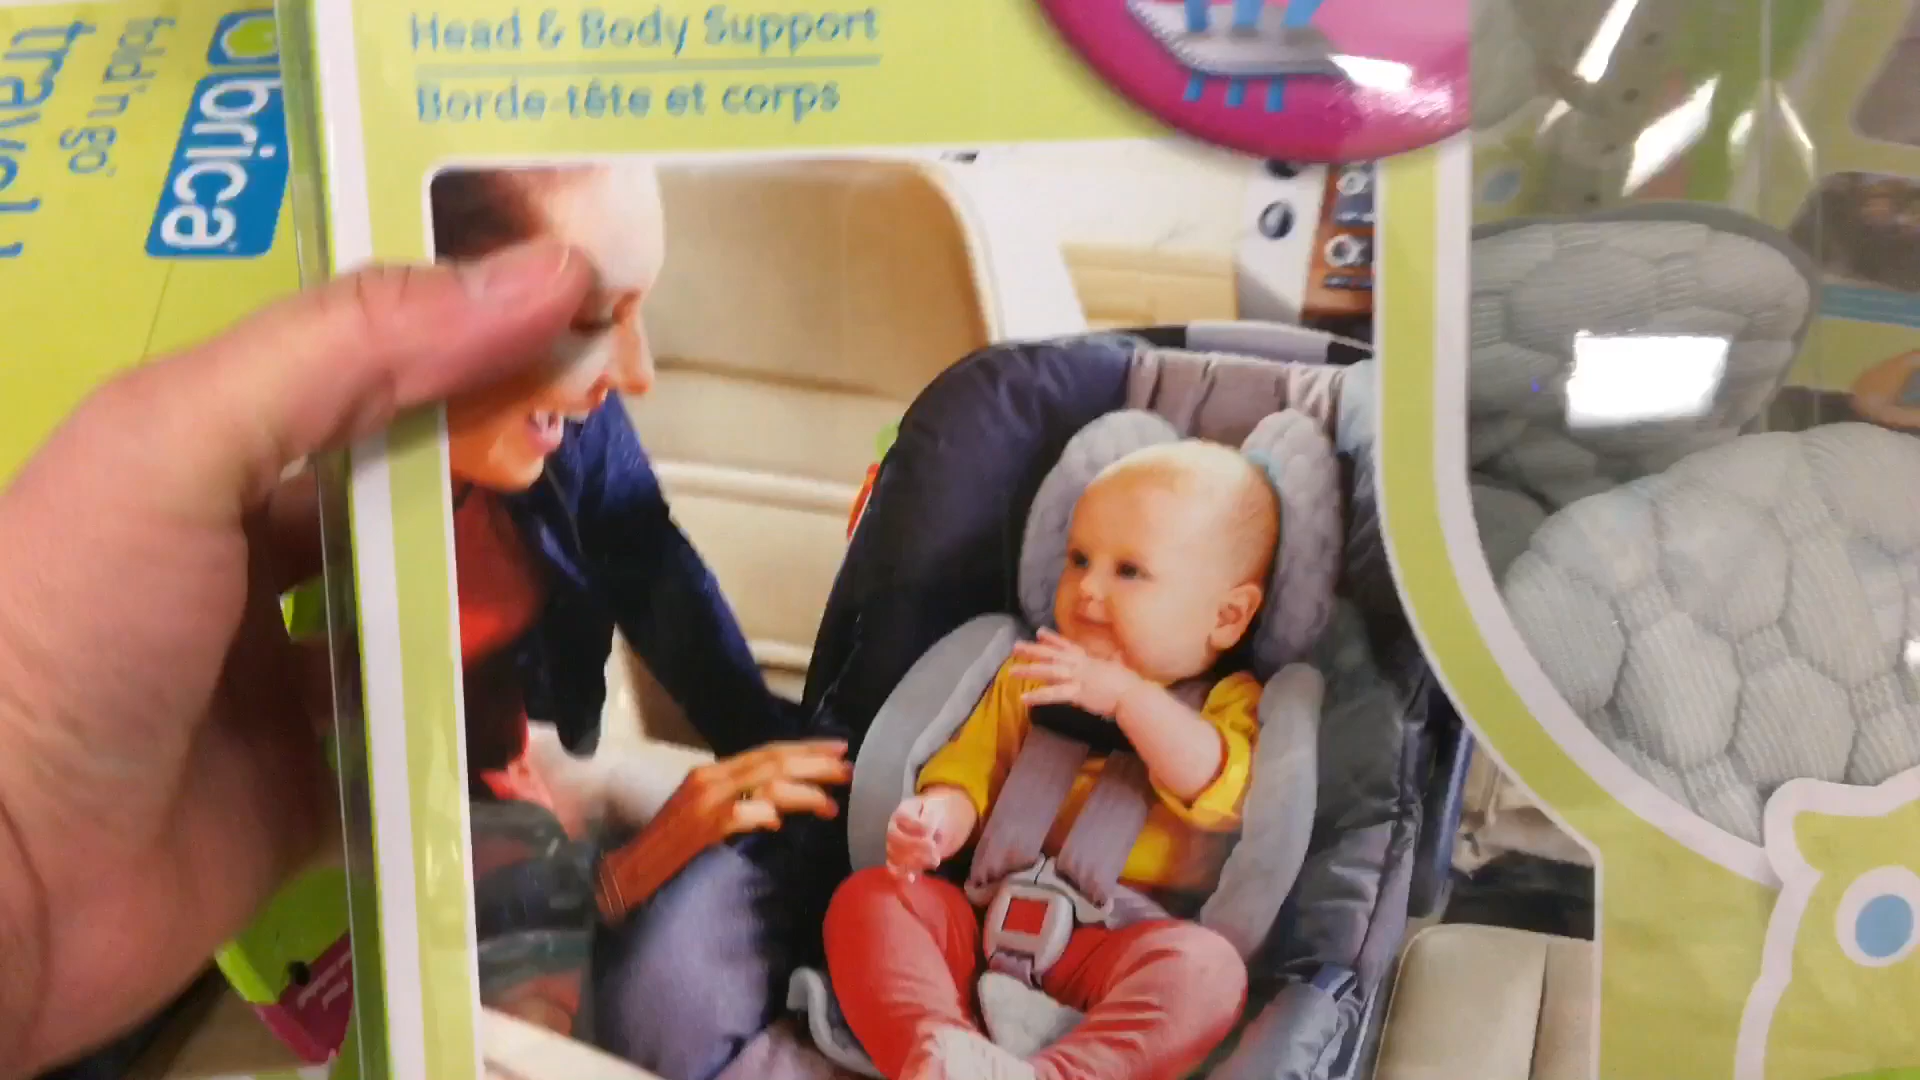 Head & Body Support
Borde-tête et corps
brica
fold'n go
travel